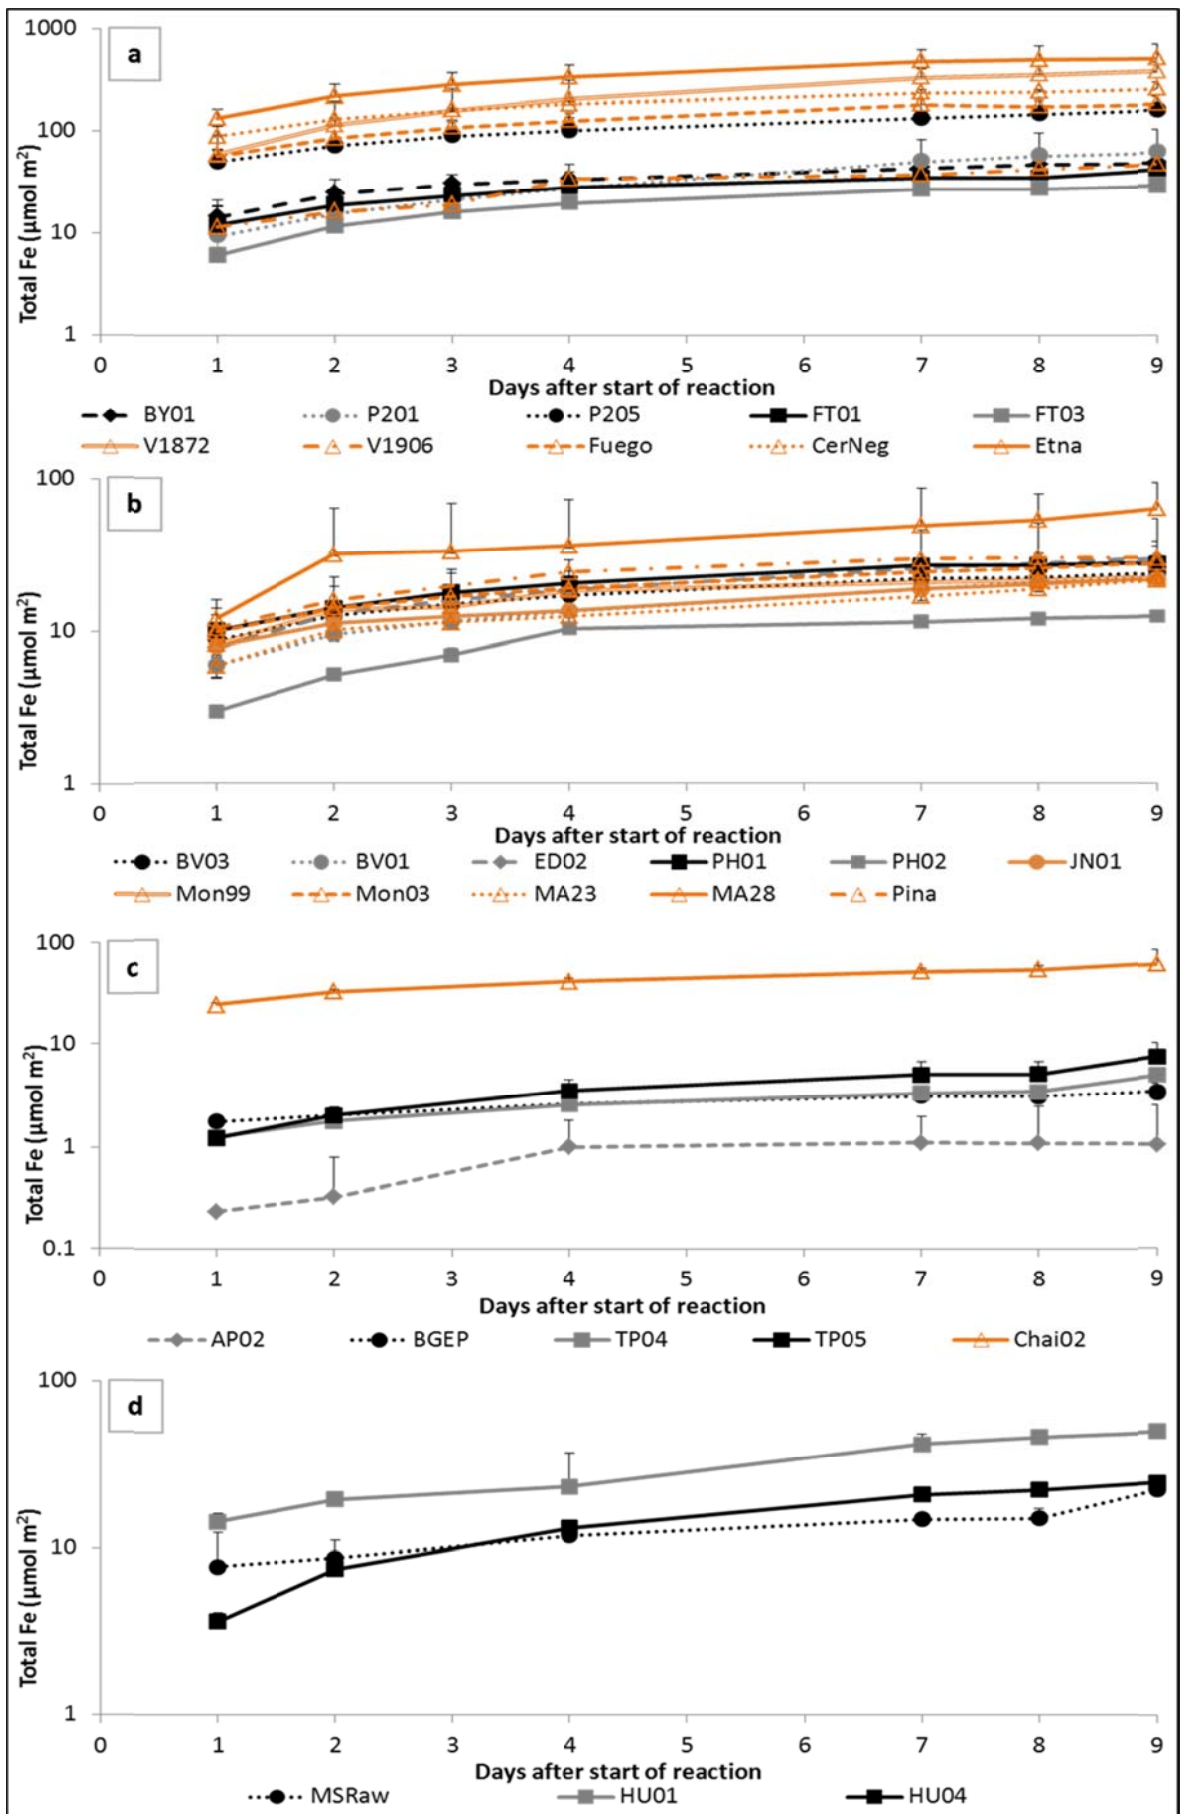 a
1000
100
10
1
Total Fe (µmol m²)
0 1 2 3 4 5 6 7 8 9
Days after start of reaction
BY01 P201 P205 FT01 FT03
V1872 V1906 Fuego CerNeg Etna
b
100
10
1
Total Fe (µmol m²)
0 1 2 3 4 5 6 7 8 9
Days after start of reaction
BV03 BV01 ED02 PH01 PH02 JN01
Mon99 Mon03 MA23 MA28 Pina
c
100
10
1
0.1
Total Fe (µmol m²)
0 1 2 3 4 5 6 7 8 9
Days after start of reaction
AP02 BGEP TP04 TP05 Chai02
d
100
10
1
Total Fe (µmol m²)
0 1 2 3 4 5 6 7 8 9
Days after start of reaction
MSRaw HU01 HU04